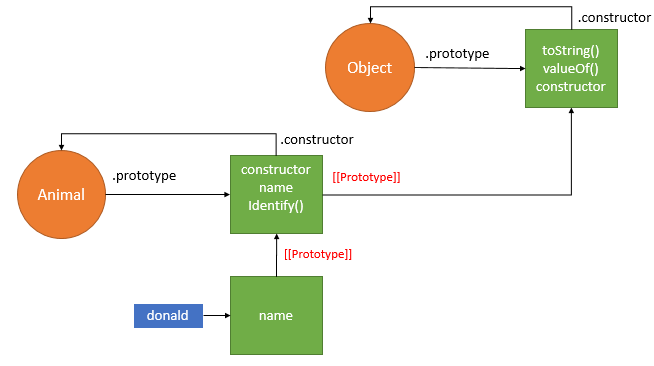 .constructor
Object
.prototype
toString()
valueOf()
constructor
.constructor
Animal
.prototype
constructor
name
Identify()
[[Prototype]]
[[Prototype]]
donald
name